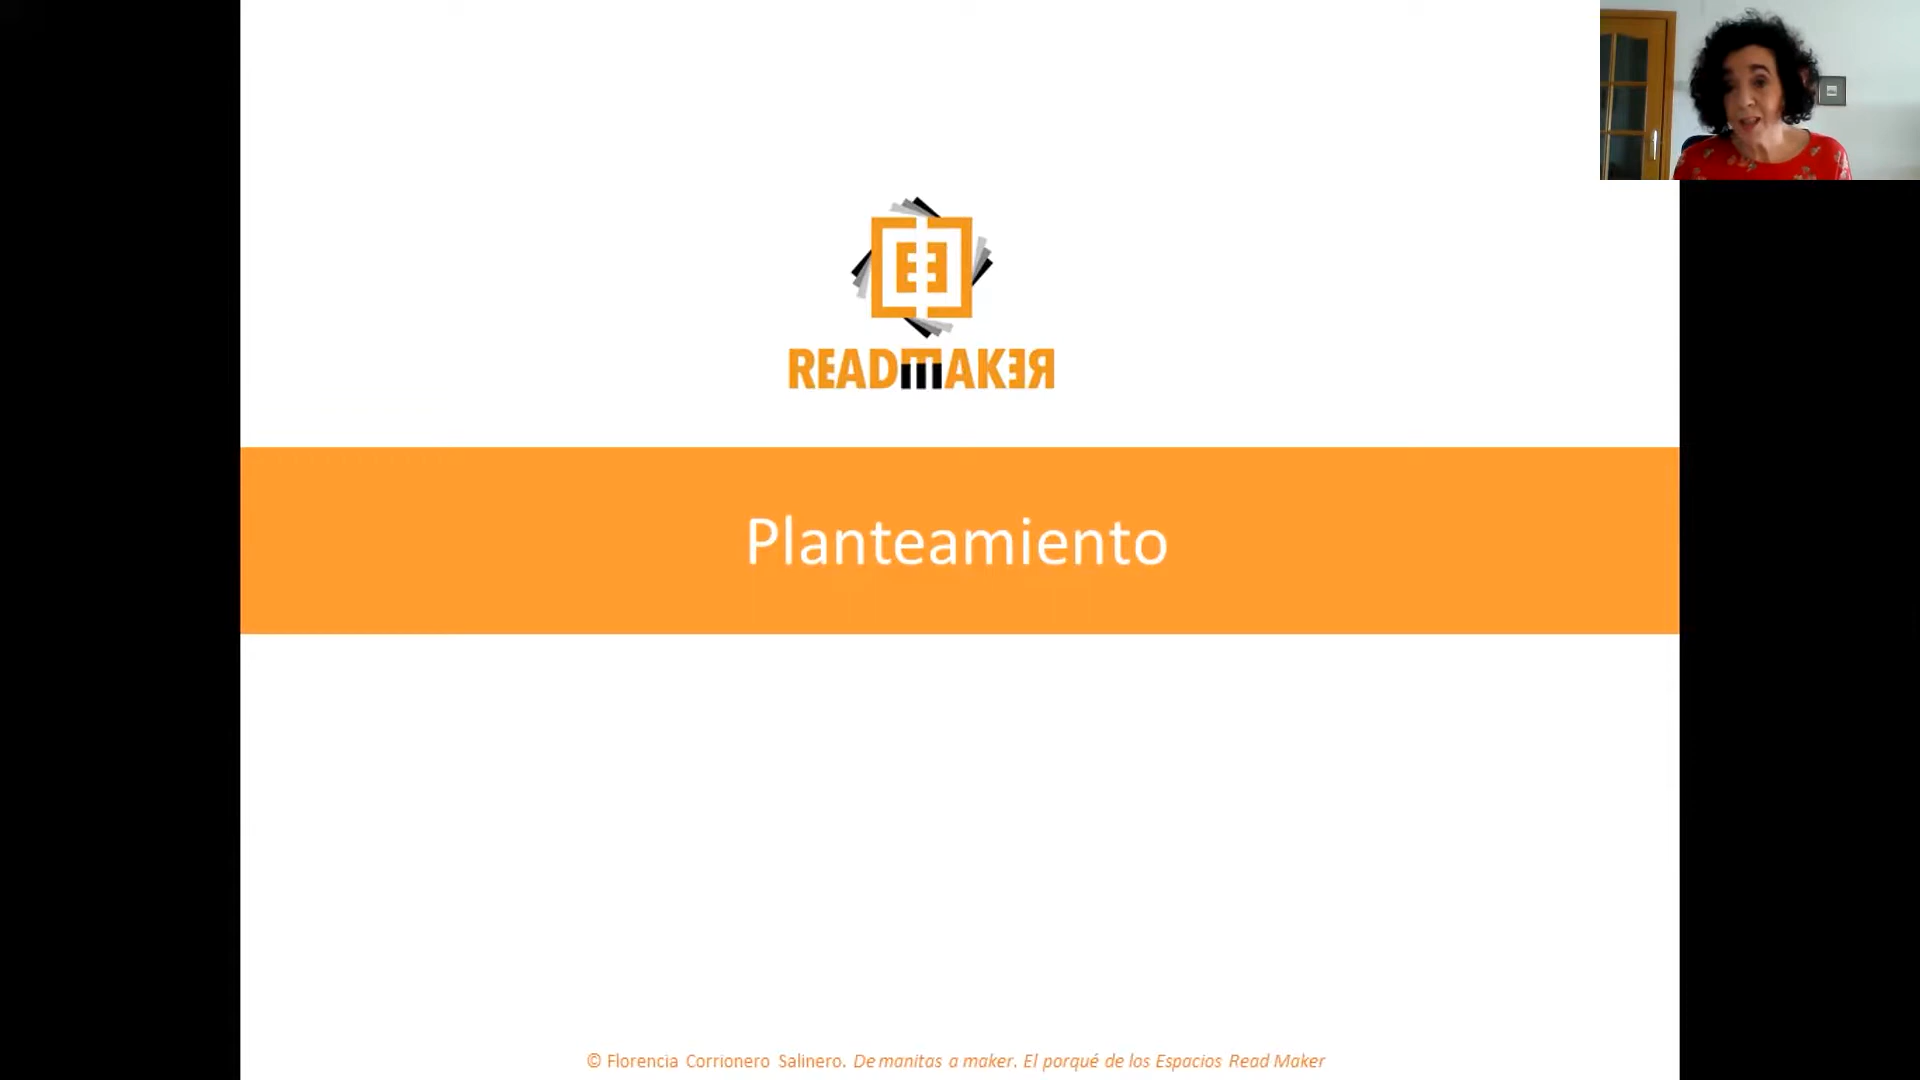 READMAKER
Planteamiento
© Florencia Corrionero Salinero. De manitas a maker. El porqué de los Espacios Read Maker